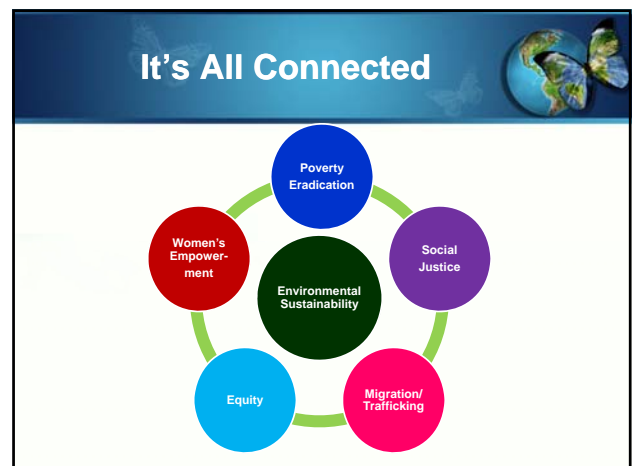 It's All Connected
Poverty
Eradication
Women's
Empower-
ment
Social
Justice
Environmental
Sustainability
Equity
Migration/
Trafficking